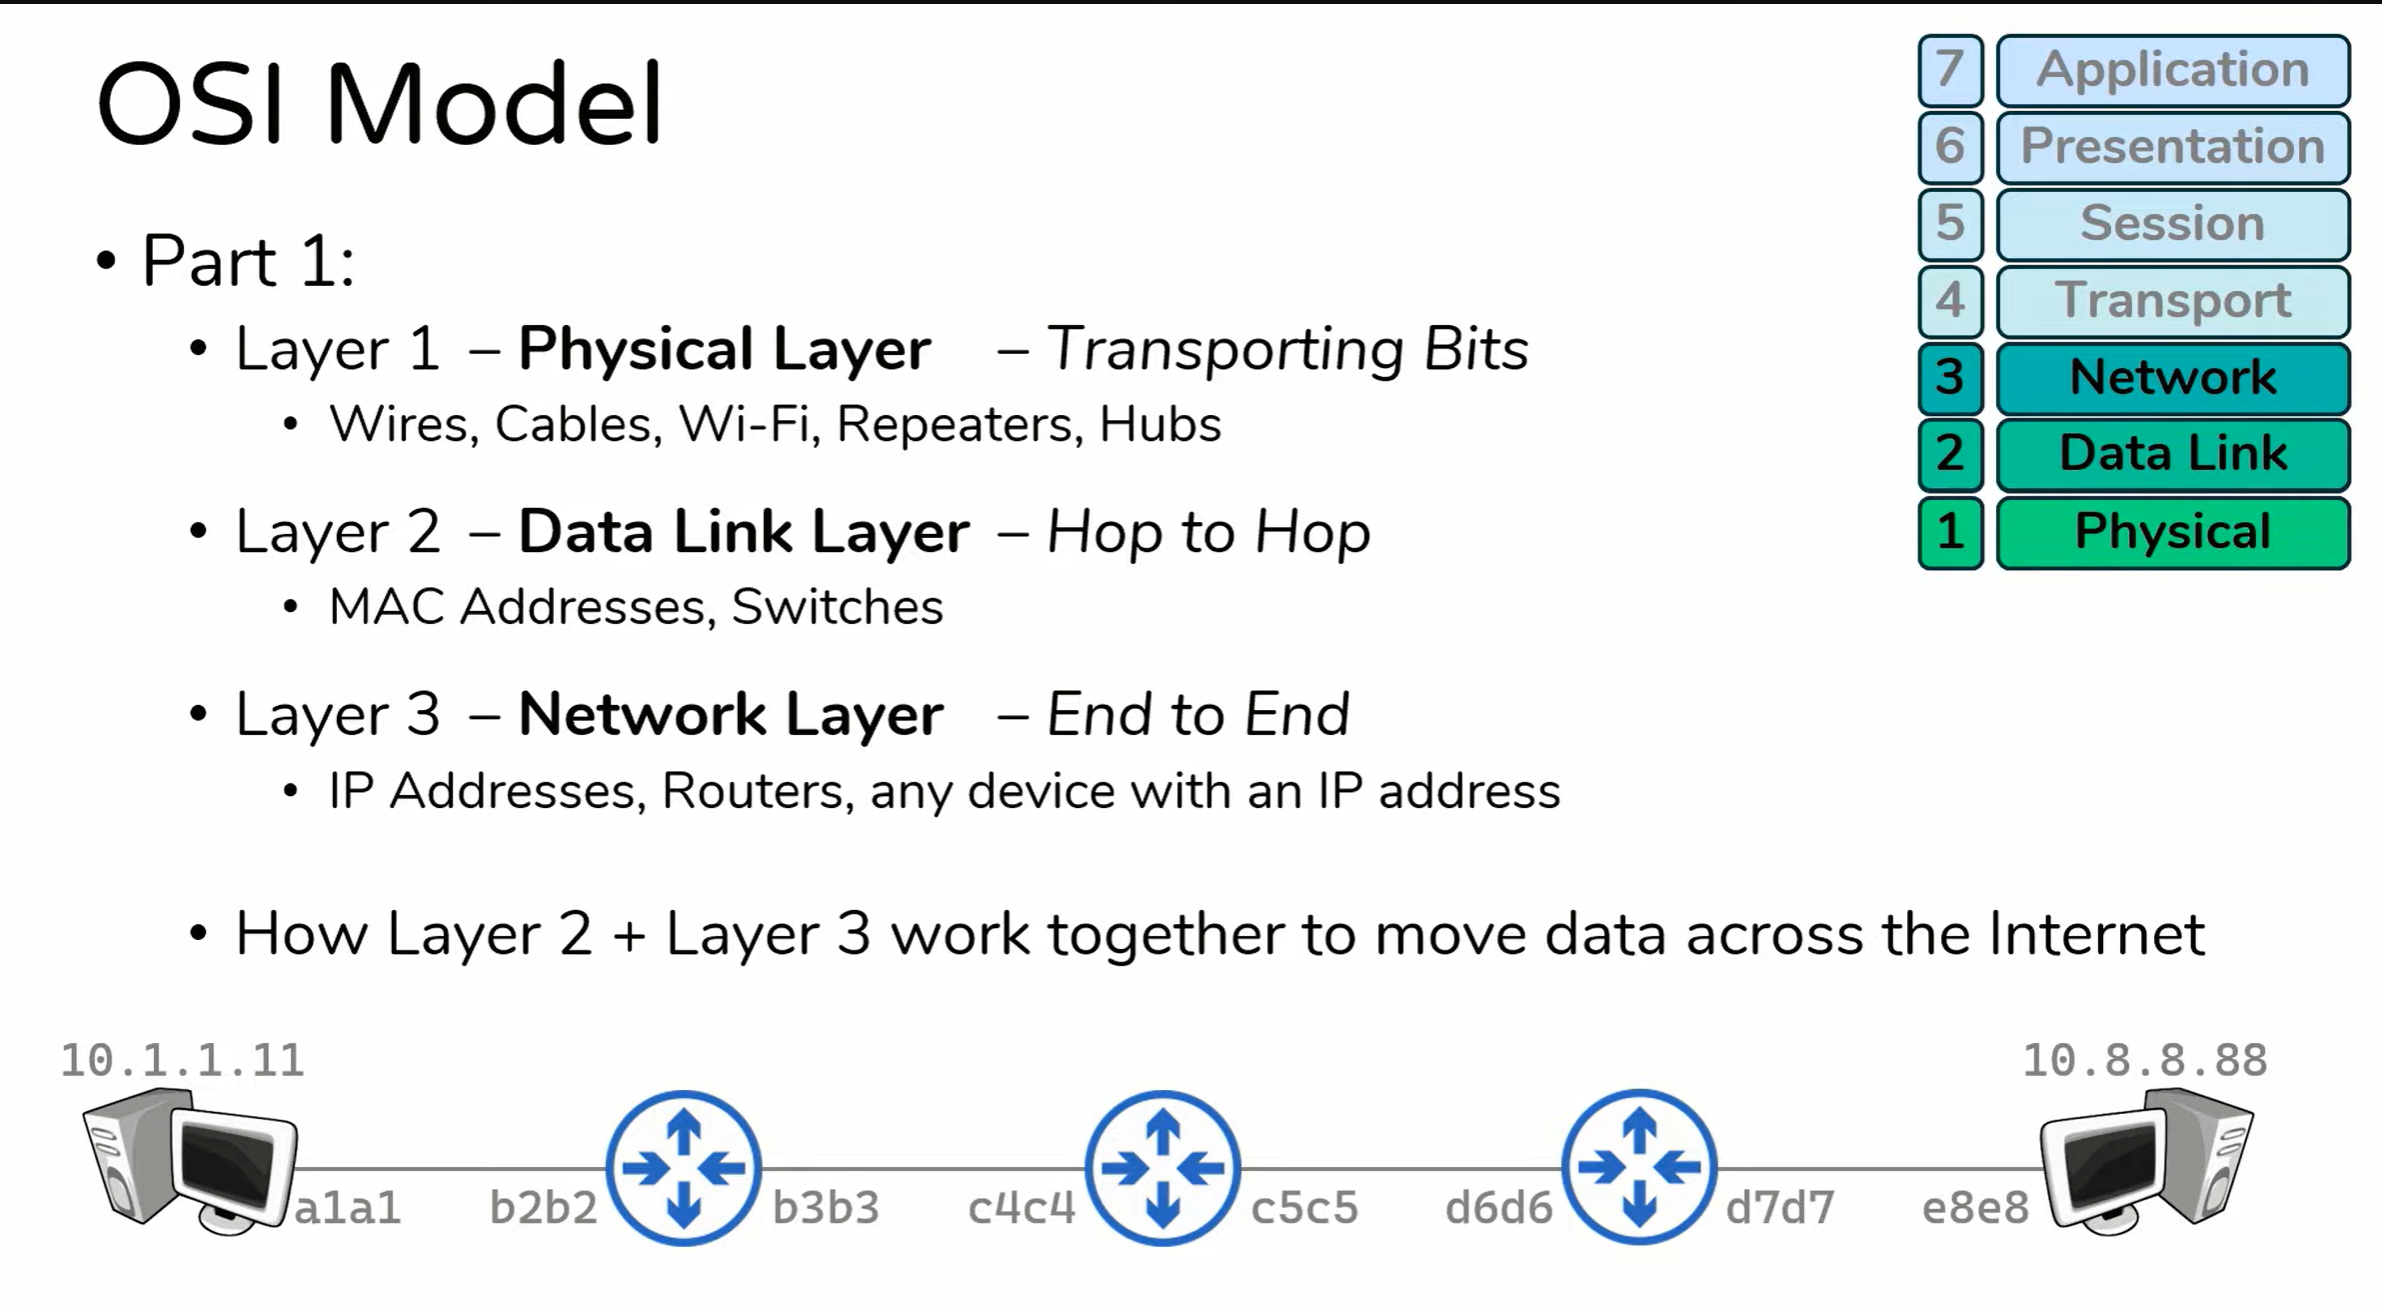 OSI Model
• Part 1:
• Layer 1 – Physical Layer – Transporting Bits
• Wires, Cables, Wi-Fi, Repeaters, Hubs
• Layer 2 – Data Link Layer – Hop to Hop
• MAC Addresses, Switches
• Layer 3 – Network Layer – End to End
• IP Addresses, Routers, any device with an IP address
• How Layer 2 + Layer 3 work together to move data across the Internet
7 Application
6 Presentation
5 Session
4 Transport
3 Network
2 Data Link
1 Physical
10.1.1.11 10.8.8.88
a1a1 b2b2 b3b3 c4c4 c5c5 d6d6 d7d7 e8e8